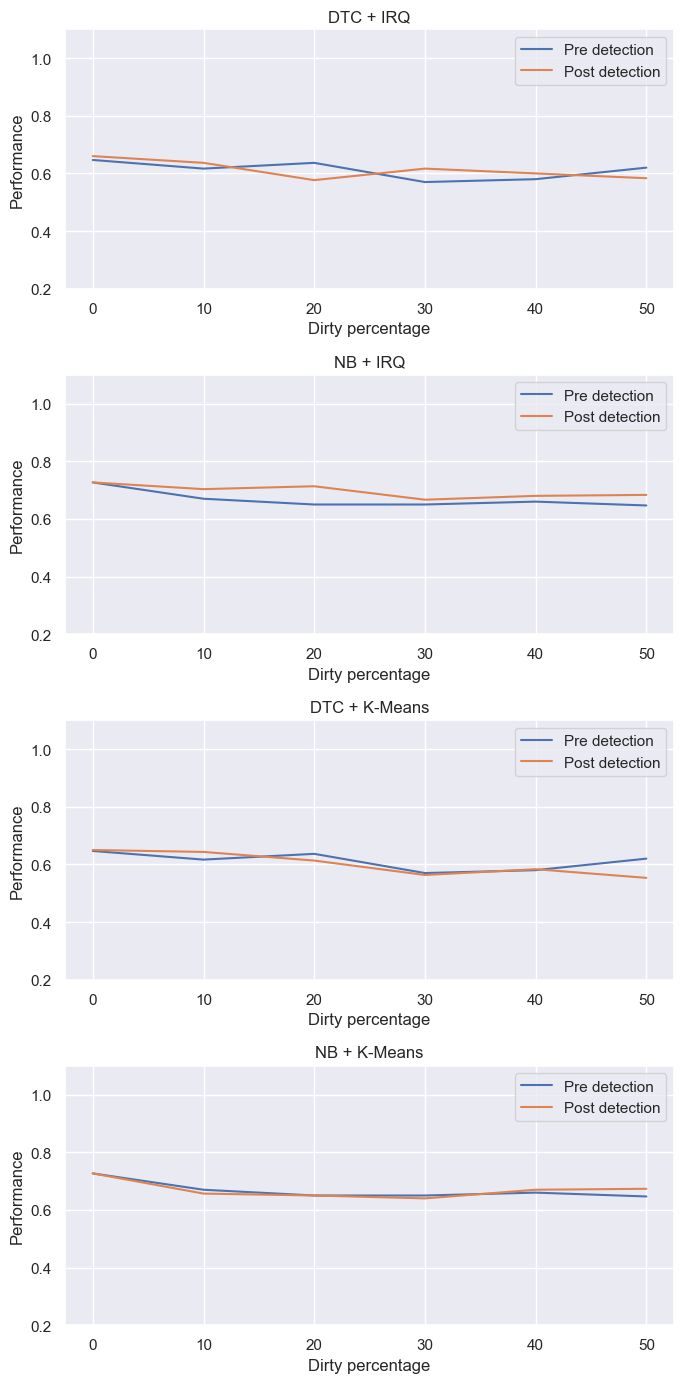 DTC + IRQ
Pre detection
Post detection
Performance
1.0
0.8
0.6
0.4
0.2
0 10 20 30 40 50
Dirty percentage
NB + IRQ
Pre detection
Post detection
Performance
1.0
0.8
0.6
0.4
0.2
0 10 20 30 40 50
Dirty percentage
DTC + K-Means
Pre detection
Post detection
Performance
1.0
0.8
0.6
0.4
0.2
0 10 20 30 40 50
Dirty percentage
NB + K-Means
Pre detection
Post detection
Performance
1.0
0.8
0.6
0.4
0.2
0 10 20 30 40 50
Dirty percentage